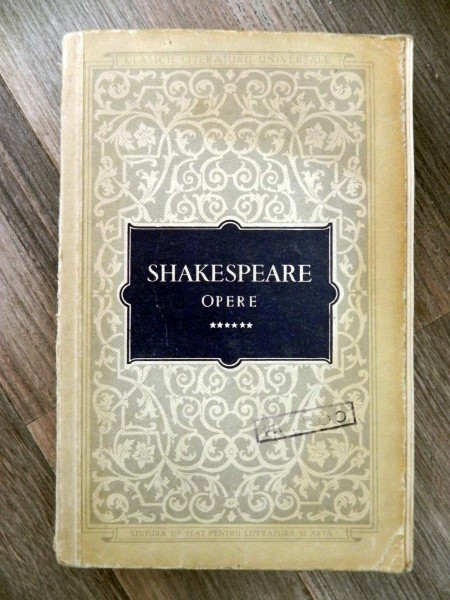 CLASICII LITERATURII UNIVERSALE
SHAKESPEARE
OPERE
★★★★★★
EDITURA DE STAT PENTRU LITERATURĂ ȘI ARTĂ